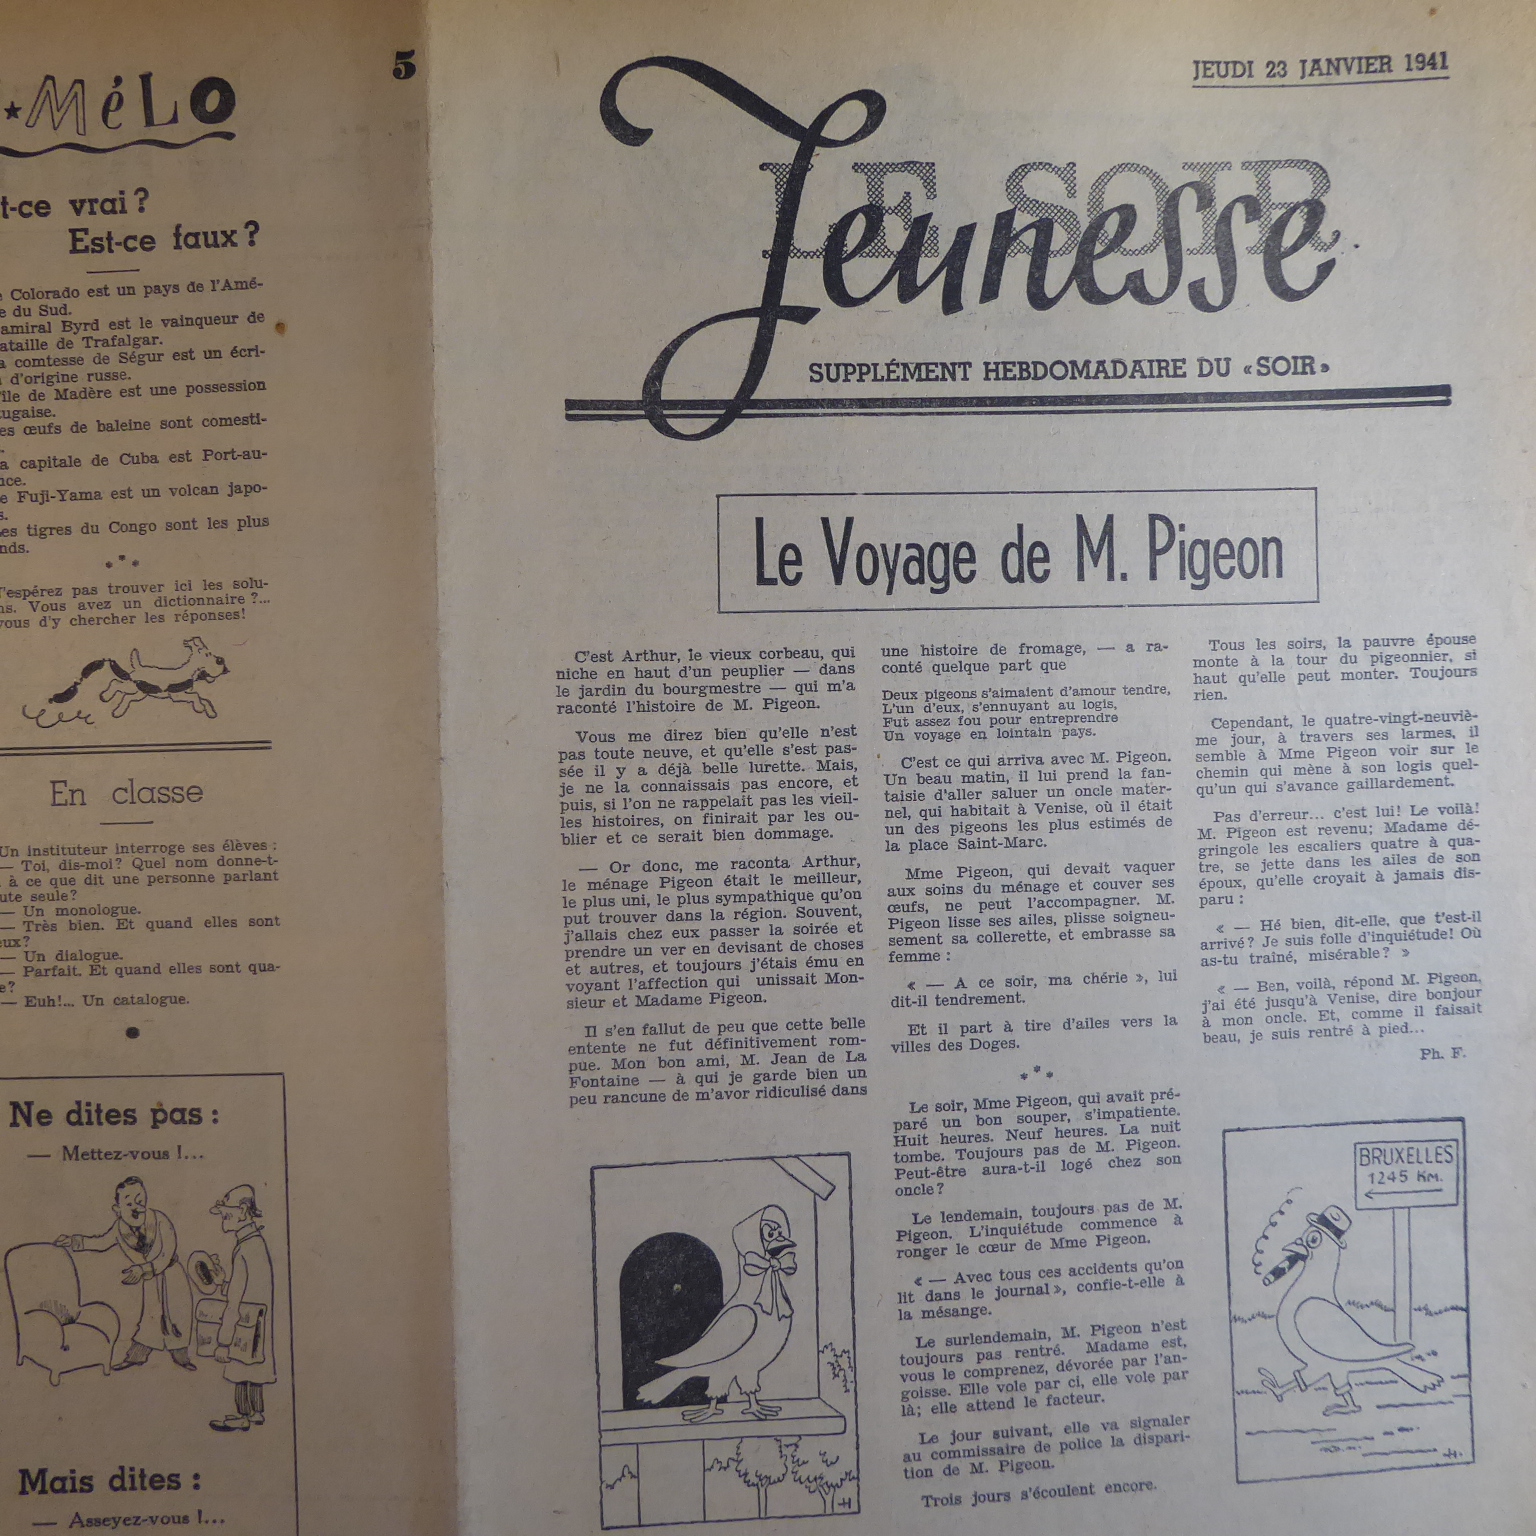 5
MéLO
t-ce vrai ?
Est-ce faux ?
Colorado est un pays de l'Amé-
e du Sud.
amiral Byrd est le vainqueur de
ataille de Trafalgar.
a comtesse de Ségur est un écri-
d'origine russe.
île de Madère est une possession
ugaise.
es œufs de baleine sont comesti-
a capitale de Cuba est Port-au-
nce.
e Fuji-Yama est un volcan japo-
s.
es tigres du Congo sont les plus
nds.
'espérez pas trouver ici les solu-
ns. Vous avez un dictionnaire ?...
vous d'y chercher les réponses!
En classe
Un instituteur interroge ses élèves :
— Toi, dis-moi? Quel nom donne-t-
à ce que dit une personne parlant
ute seule?
— Un monologue.
— Très bien. Et quand elles sont
eux?
— Un dialogue.
— Parfait. Et quand elles sont qua-
e?
— Euh!... Un catalogue.
Ne dites pas :
— Mettez-vous !...
Mais dites :
— Asseyez-vous !...
JEUDI 23 JANVIER 1941
LE SOIR
Jeunesse
SUPPLÉMENT HEBDOMADAIRE DU «SOIR»
Le Voyage de M. Pigeon
C'est Arthur, le vieux corbeau, qui
niche en haut d'un peuplier — dans
le jardin du bourgmestre — qui m'a
raconté l'histoire de M. Pigeon.
Vous me direz bien qu'elle n'est
pas toute neuve, et qu'elle s'est pas-
sée il y a déjà belle lurette. Mais,
je ne la connaissais pas encore, et
puis, si l'on ne rappelait pas les vieil-
les histoires, on finirait par les ou-
blier et ce serait bien dommage.
— Or donc, me raconta Arthur,
le ménage Pigeon était le meilleur,
le plus uni, le plus sympathique qu'on
put trouver dans la région. Souvent,
j'allais chez eux passer la soirée et
prendre un ver en devisant de choses
et autres, et toujours j'étais ému en
voyant l'affection qui unissait Mon-
sieur et Madame Pigeon.
Il s'en fallut de peu que cette belle
entente ne fut définitivement rom-
pue. Mon bon ami, M. Jean de La
Fontaine — à qui je garde bien un
peu rancune de m'avor ridiculisé dans
une histoire de fromage, — a ra-
conté quelque part que
Deux pigeons s'aimaient d'amour tendre,
L'un d'eux, s'ennuyant au logis,
Fut assez fou pour entreprendre
Un voyage en lointain pays.
C'est ce qui arriva avec M. Pigeon.
Un beau matin, il lui prend la fan-
taisie d'aller saluer un oncle mater-
nel, qui habitait à Venise, où il était
un des pigeons les plus estimés de
la place Saint-Marc.
Mme Pigeon, qui devait vaquer
aux soins du ménage et couver ses
œufs, ne peut l'accompagner. M.
Pigeon lisse ses ailes, plisse soigneu-
sement sa collerette, et embrasse sa
femme :
« — A ce soir, ma chérie », lui
dit-il tendrement.
Et il part à tire d'ailes vers la
villes des Doges.
Le soir, Mme Pigeon, qui avait pré-
paré un bon souper, s'impatiente.
Huit heures. Neuf heures. La nuit
tombe. Toujours pas de M. Pigeon.
Peut-être aura-t-il logé chez son
oncle?
Le lendemain, toujours pas de M.
Pigeon. L'inquiétude commence à
ronger le cœur de Mme Pigeon.
« — Avec tous ces accidents qu'on
lit dans le journal », confie-t-elle à
la mésange.
Le surlendemain, M. Pigeon n'est
toujours pas rentré. Madame est,
vous le comprenez, dévorée par l'an-
goisse. Elle vole par ci, elle vole par
là; elle attend le facteur.
Le jour suivant, elle va signaler
au commissaire de police la dispari-
tion de M. Pigeon.
Trois jours s'écoulent encore.
Tous les soirs, la pauvre épouse
monte à la tour du pigeonnier, si
haut qu'elle peut monter. Toujours
rien.
Cependant, le quatre-vingt-neuviè-
me jour, à travers ses larmes, il
semble à Mme Pigeon voir sur le
chemin qui mène à son logis quel-
qu'un qui s'avance gaillardement.
Pas d'erreur... c'est lui! Le voilà!
M. Pigeon est revenu; Madame dé-
gringole les escaliers quatre à qua-
tre, se jette dans les ailes de son
époux, qu'elle croyait à jamais dis-
paru :
« — Hé bien, dit-elle, que t'est-il
arrivé? Je suis folle d'inquiétude! Où
as-tu traîné, misérable? »
« — Ben, voilà, répond M. Pigeon,
j'ai été jusqu'à Venise, dire bonjour
à mon oncle. Et, comme il faisait
beau, je suis rentré à pied...
Ph. F.
BRUXELLES
1245 KM.
H
H.